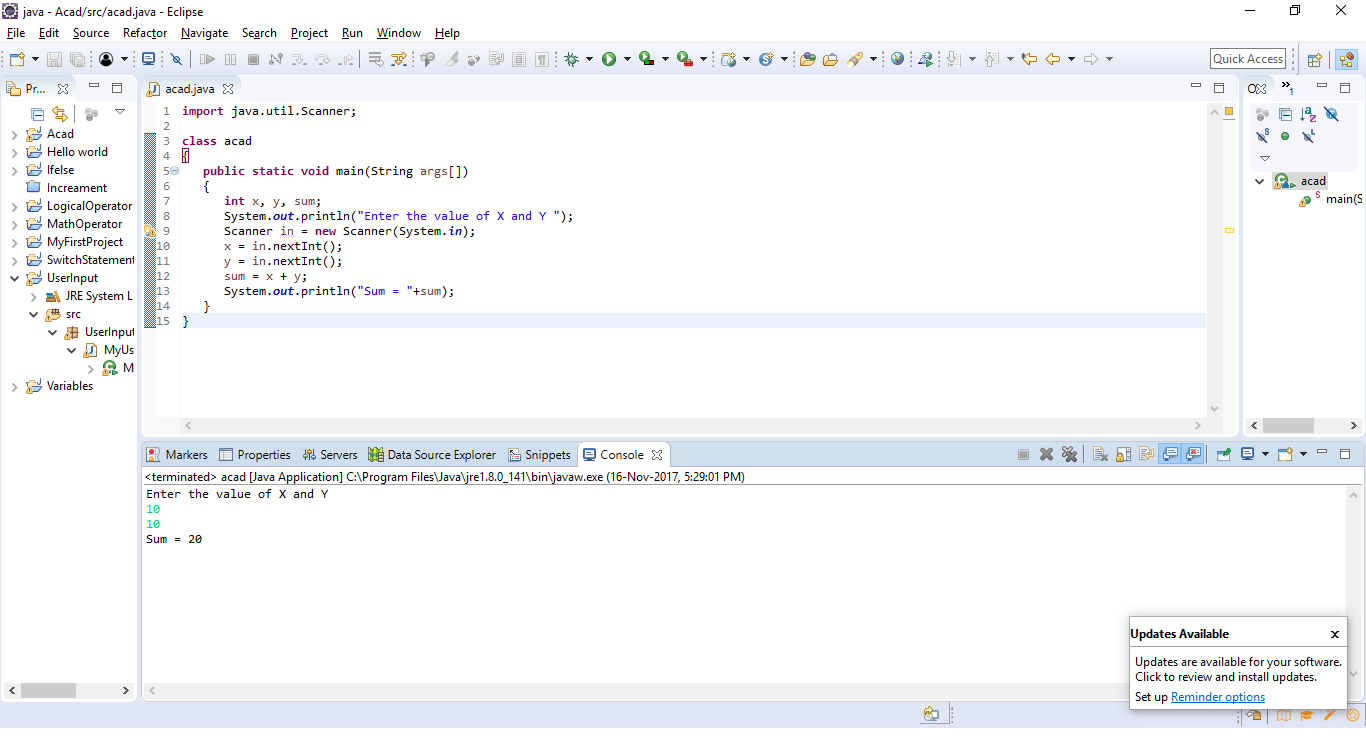 java - Acad/src/acad.java - Eclipse
File Edit Source Refactor Navigate Search Project Run Window Help
Quick Access
Pr...
Acad
Hello world
Ifelse
Increament
LogicalOperator
MathOperator
MyFirstProject
SwitchStatement
UserInput
JRE System L
src
UserInput
MyUs
M
Variables
acad.java
1 import java.util.Scanner;
2
3 class acad
4 {
5 public static void main(String args[])
6 {
7 int x, y, sum;
8 System.out.println("Enter the value of X and Y ");
9 Scanner in = new Scanner(System.in);
10 x = in.nextInt();
11 y = in.nextInt();
12 sum = x + y;
13 System.out.println("Sum = "+sum);
14 }
15 }
acad
main(S
Markers Properties Servers Data Source Explorer Snippets Console
<terminated> acad [Java Application] C:\Program Files\Java\jre1.8.0_141\bin\javaw.exe (16-Nov-2017, 5:29:01 PM)
Enter the value of X and Y
10
10
Sum = 20
Updates Available
Updates are available for your software.
Click to review and install updates.
Set up Reminder options